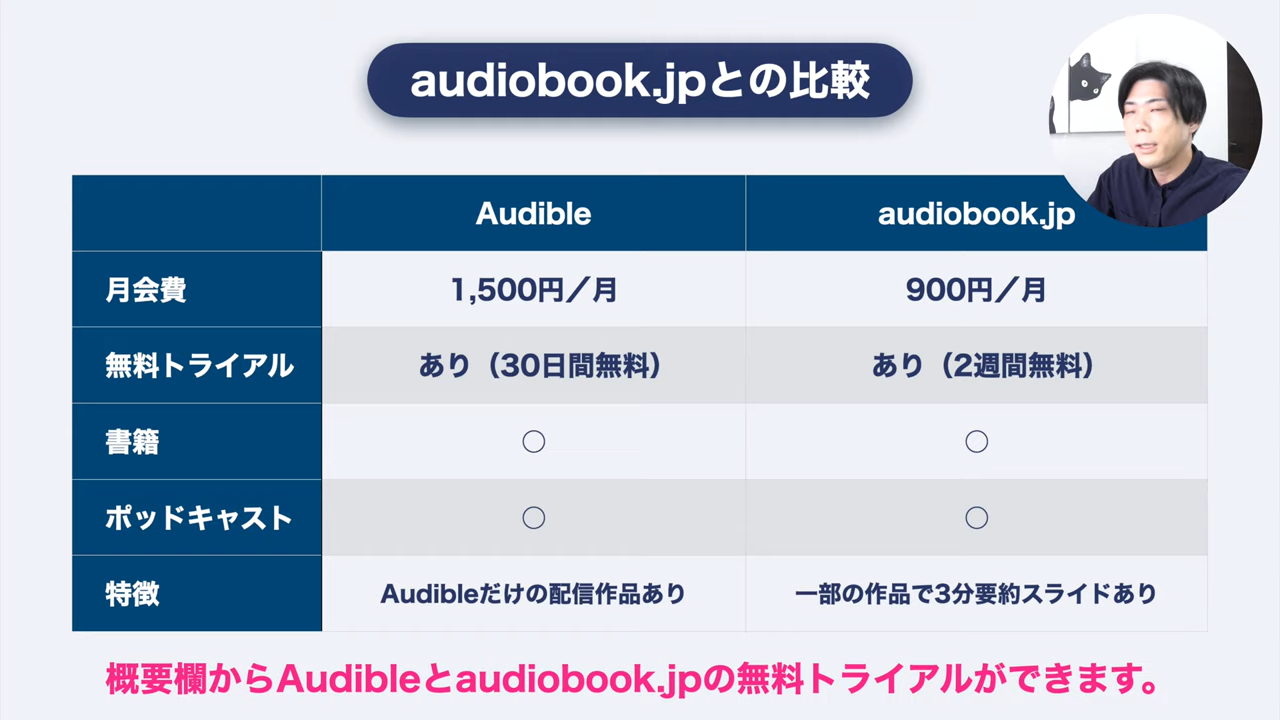 audiobook.jpとの比較
Audible audiobook.jp
月会費 1,500円／月 900円／月
無料トライアル あり（30日間無料） あり（2週間無料）
書籍 ○ ○
ポッドキャスト ○ ○
特徴 Audibleだけの配信作品あり 一部の作品で3分要約スライドあり
概要欄からAudibleとaudiobook.jpの無料トライアルができます。